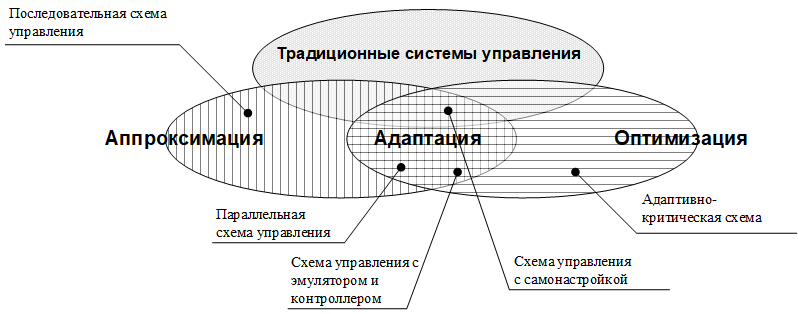 Последовательная схема
управления
Традиционные системы управления
Аппроксимация
Адаптация
Оптимизация
Параллельная
схема управления
Адаптивно-
критическая схема
Схема управления с
эмулятором и
контроллером
Схема управления
с самонастройкой